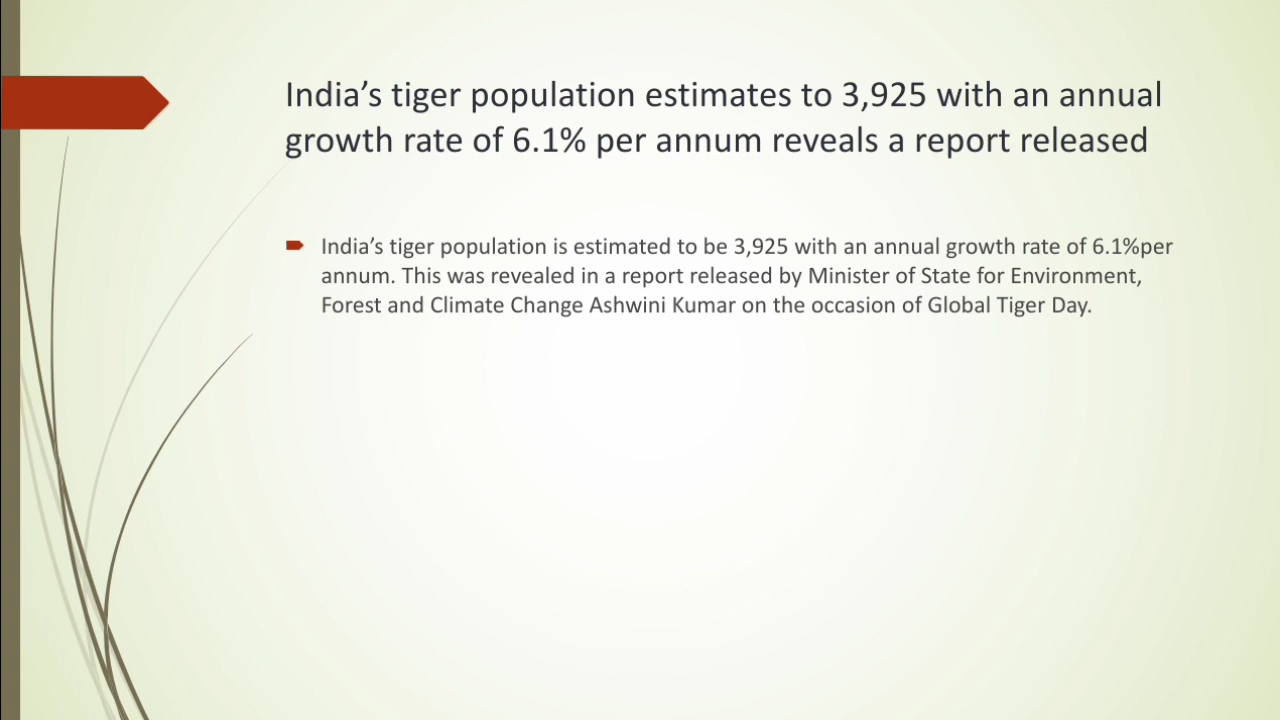 India’s tiger population estimates to 3,925 with an annual
growth rate of 6.1% per annum reveals a report released
India’s tiger population is estimated to be 3,925 with an annual growth rate of 6.1%per
annum. This was revealed in a report released by Minister of State for Environment,
Forest and Climate Change Ashwini Kumar on the occasion of Global Tiger Day.